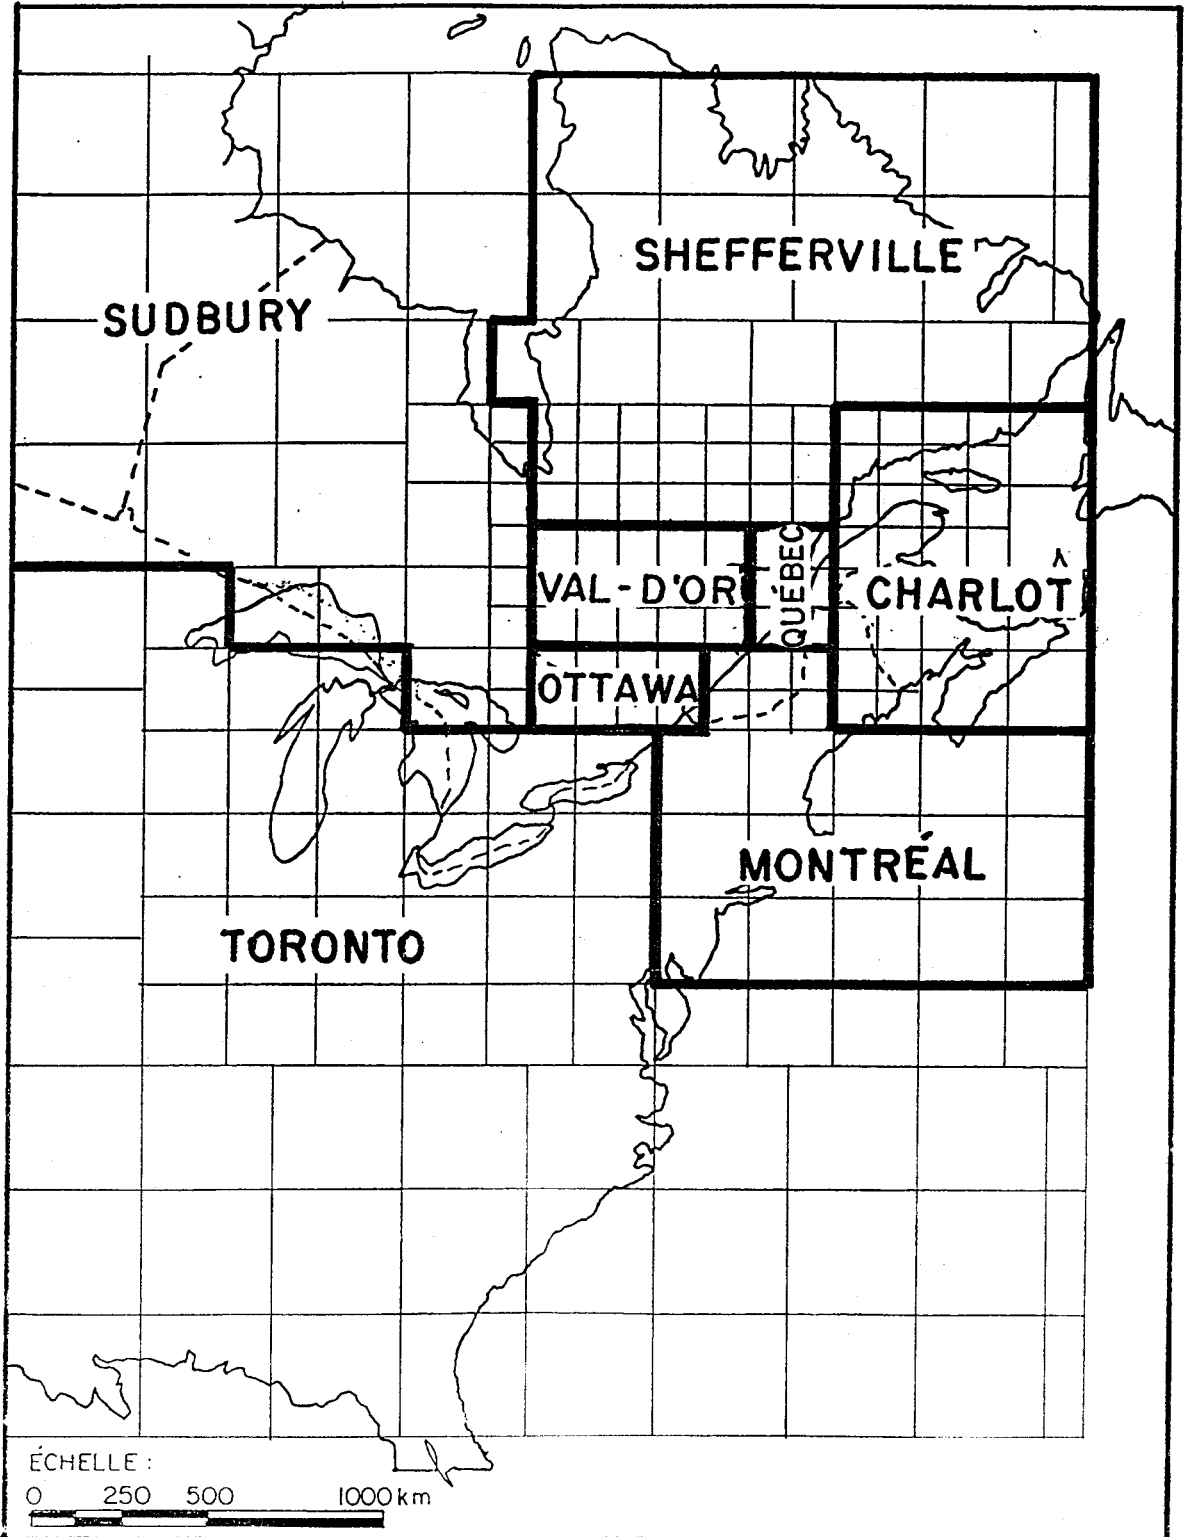 SHEFFERVILLE
SUDBURY
VAL-D'OR
QUÉBEC
CHARLOT
OTTAWA
MONTRÉAL
TORONTO
ÉCHELLE :
0 250 500 1000 km